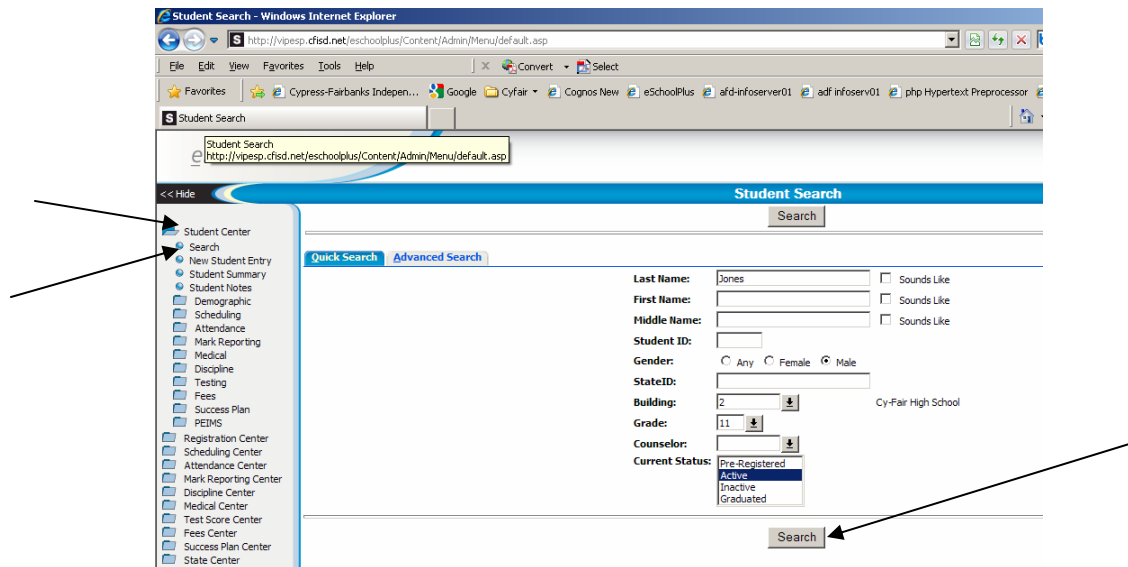 Student Search - Windows Internet Explorer
http://vipesp.cfisd.net/eschoolplus/Content/Admin/Menu/default.asp
File Edit View Favorites Tools Help
Convert Select
Favorites Cypress-Fairbanks Indepen... Google Cyfair Cognos New eSchoolPlus afd-infoserver01 adf infoserv01 php Hypertext Preprocessor
Student Search
Student Search
e http://vipesp.cfisd.net/eschoolplus/Content/Admin/Menu/default.asp
<< Hide Student Search
Search
Student Center
Search
New Student Entry
Student Summary
Student Notes
Demographic
Scheduling
Attendance
Mark Reporting
Medical
Discipline
Testing
Fees
Success Plan
PEIMS
Registration Center
Scheduling Center
Attendance Center
Mark Reporting Center
Discipline Center
Medical Center
Test Score Center
Fees Center
Success Plan Center
State Center
Quick Search Advanced Search
Last Name: Jones Sounds Like
First Name: Sounds Like
Middle Name: Sounds Like
Student ID:
Gender: Any Female Male
StateID:
Building: 2 Cy-Fair High School
Grade: 11
Counselor:
Current Status: Pre-Registered
Active
Inactive
Graduated
Search